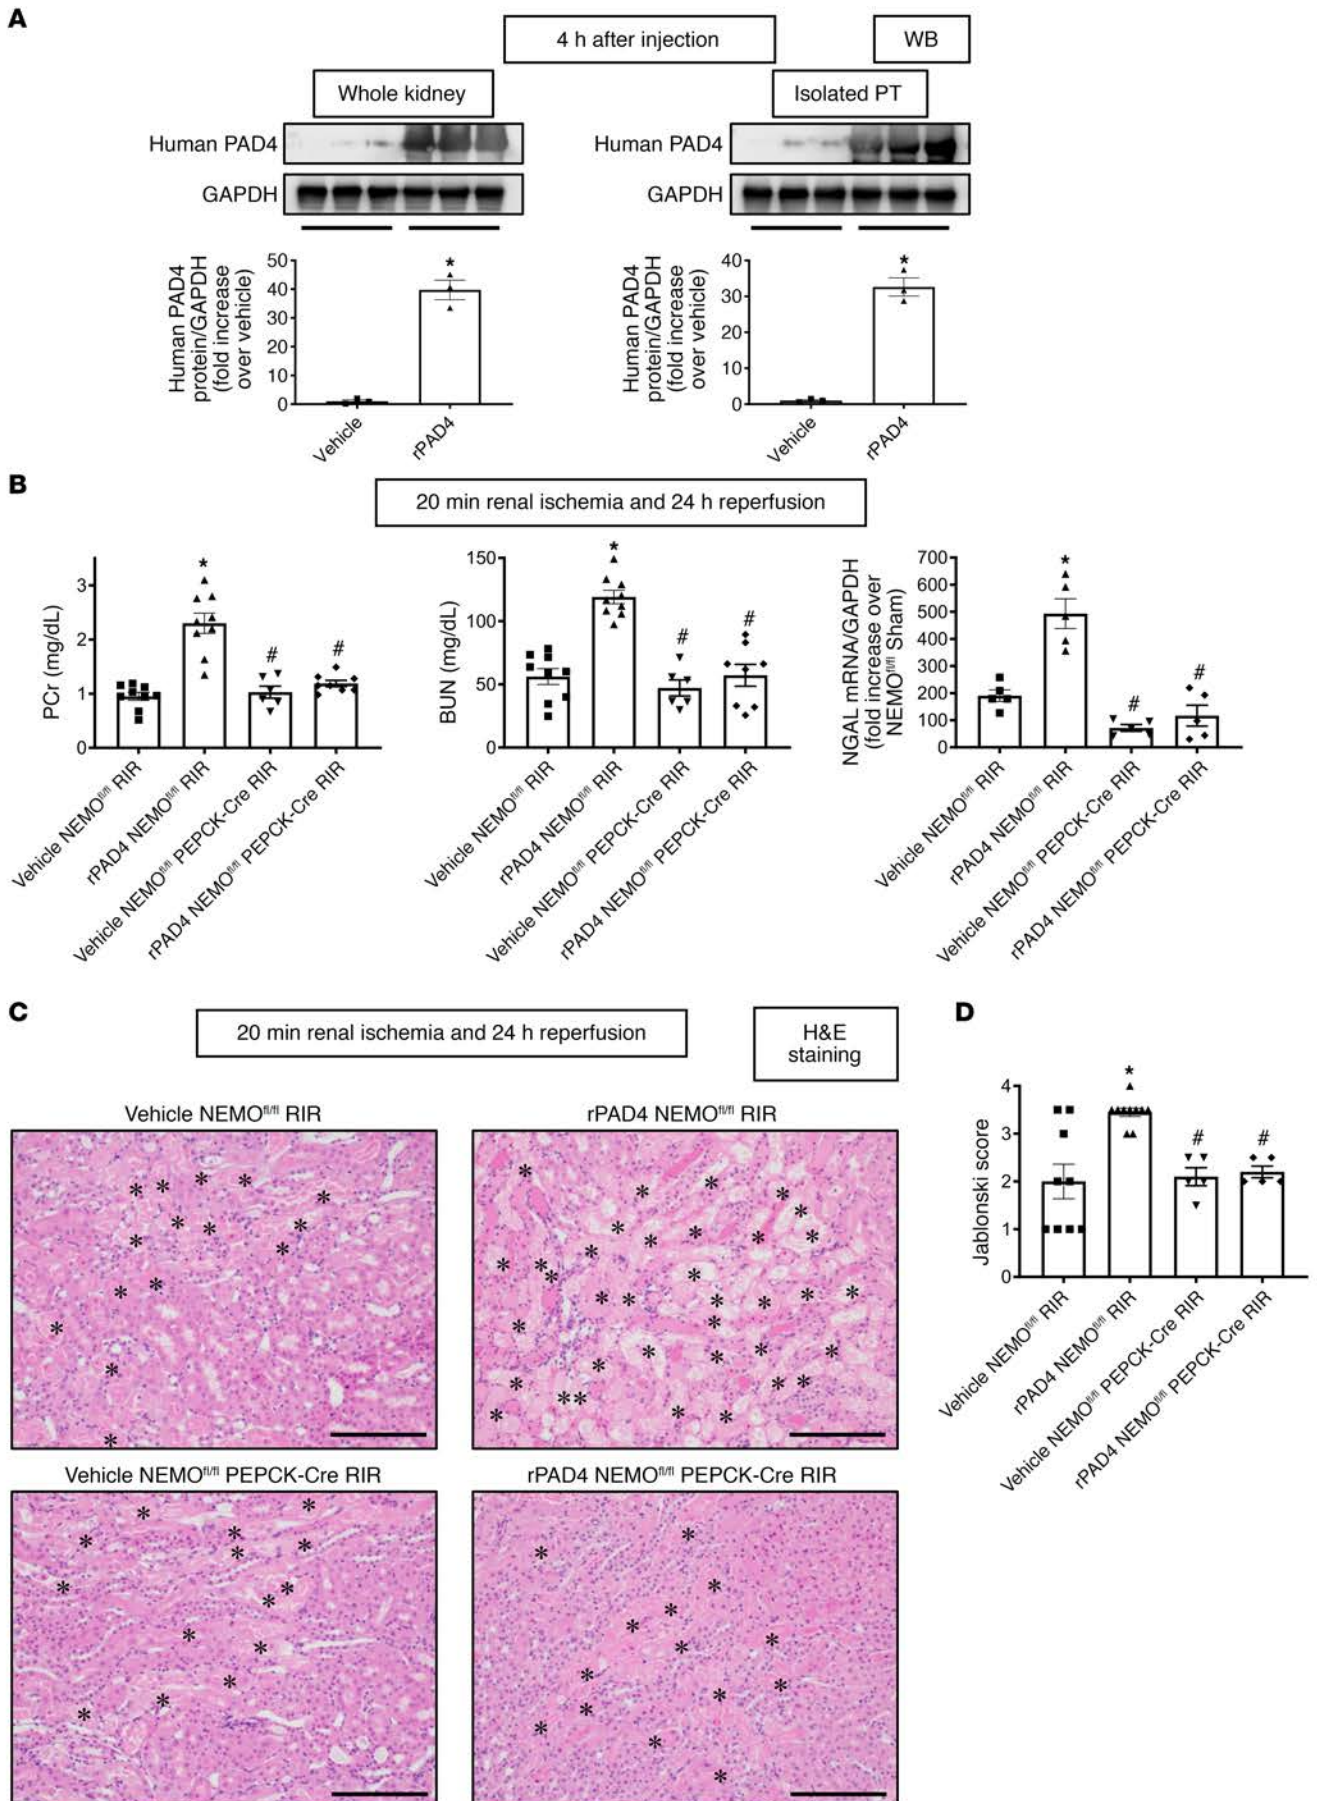 A
4 h after injection
WB
Whole kidney
Isolated PT
Human PAD4
GAPDH
Human PAD4
GAPDH
Human PAD4
protein/GAPDH
(fold increase
over vehicle)
50
40
30
20
10
0
*
Vehicle
rPAD4
Human PAD4
protein/GAPDH
(fold increase
over vehicle)
40
30
20
10
0
*
Vehicle
rPAD4
B
20 min renal ischemia and 24 h reperfusion
PCr (mg/dL)
3
2
1
0
*
#
#
Vehicle NEMOfl/fl RIR
rPAD4 NEMOfl/fl RIR
Vehicle NEMOfl/fl PEPCK-Cre RIR
rPAD4 NEMOfl/fl PEPCK-Cre RIR
BUN (mg/dL)
150
100
50
0
*
#
#
Vehicle NEMOfl/fl RIR
rPAD4 NEMOfl/fl RIR
Vehicle NEMOfl/fl PEPCK-Cre RIR
rPAD4 NEMOfl/fl PEPCK-Cre RIR
NGAL mRNA/GAPDH
(fold increase over
NEMOfl/fl Sham)
700
600
500
400
300
200
100
0
*
#
#
Vehicle NEMOfl/fl RIR
rPAD4 NEMOfl/fl RIR
Vehicle NEMOfl/fl PEPCK-Cre RIR
rPAD4 NEMOfl/fl PEPCK-Cre RIR
C
20 min renal ischemia and 24 h reperfusion
H&E
staining
Vehicle NEMOfl/fl RIR
rPAD4 NEMOfl/fl RIR
Vehicle NEMOfl/fl PEPCK-Cre RIR
rPAD4 NEMOfl/fl PEPCK-Cre RIR
D
Jablonski score
4
3
2
1
0
*
#
#
Vehicle NEMOfl/fl RIR
rPAD4 NEMOfl/fl RIR
Vehicle NEMOfl/fl PEPCK-Cre RIR
rPAD4 NEMOfl/fl PEPCK-Cre RIR